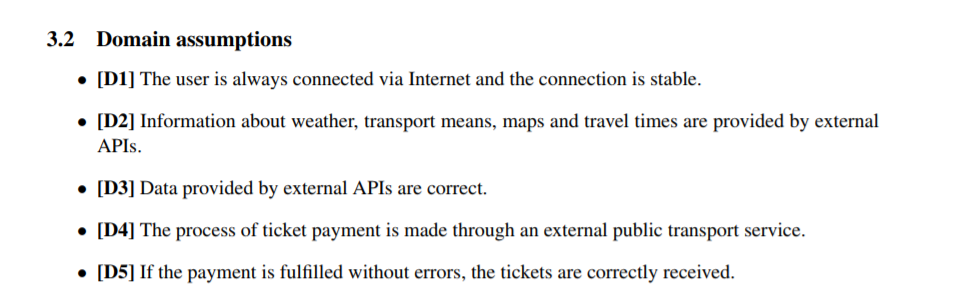 3.2 Domain assumptions
• [D1] The user is always connected via Internet and the connection is stable.
• [D2] Information about weather, transport means, maps and travel times are provided by external
APIs.
• [D3] Data provided by external APIs are correct.
• [D4] The process of ticket payment is made through an external public transport service.
• [D5] If the payment is fulfilled without errors, the tickets are correctly received.